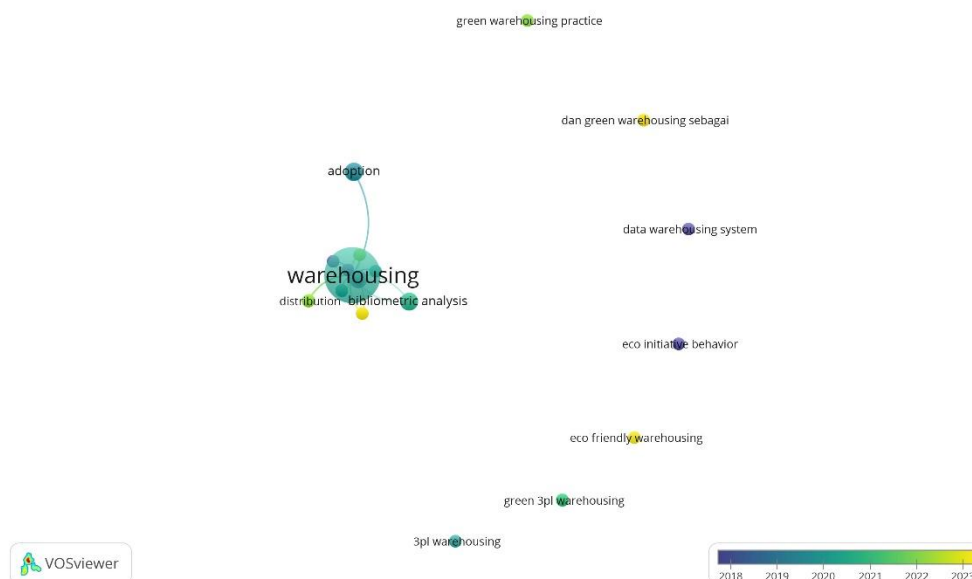 green warehousing practice
dan green warehousing sebagai
adoption
data warehousing system
warehousing
distribution
bibliometric analysis
eco initiative behavior
eco friendly warehousing
green 3pl warehousing
3pl warehousing
VOSviewer
2018 2019 2020 2021 2022 2023